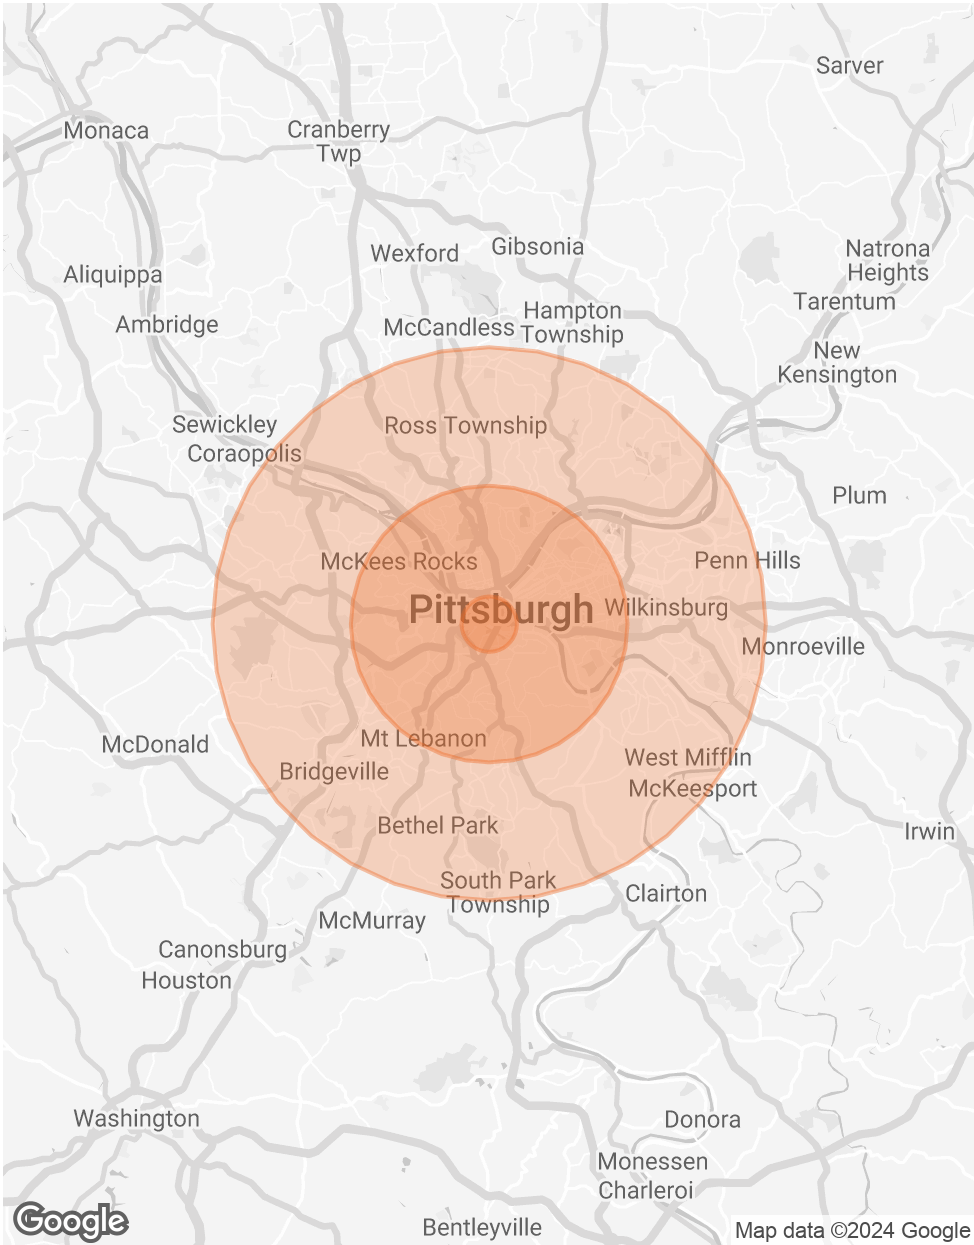 Sarver
Monaca
Cranberry
Twp
Wexford
Gibsonia
Natrona
Heights
Aliquippa
Tarentum
Ambridge
McCandless
Hampton
Township
New
Kensington
Sewickley
Ross Township
Coraopolis
Plum
McKees Rocks
Penn Hills
Pittsburgh
Wilkinsburg
Monroeville
McDonald
Mt Lebanon
Bridgeville
West Mifflin
McKeesport
Bethel Park
Irwin
South Park
Township
Clairton
McMurray
Canonsburg
Houston
Washington
Donora
Monessen
Charleroi
Google
Bentleyville
Map data ©2024 Google